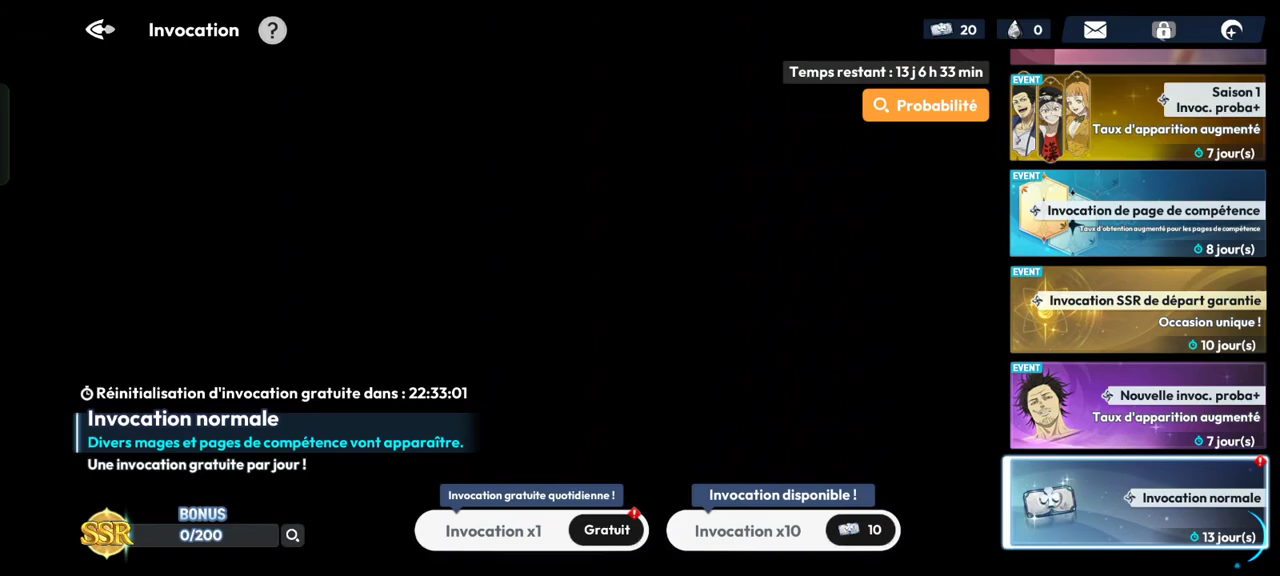 Invocation
?
20
0
Temps restant : 13 j 6 h 33 min
Probabilité
EVENT
Saison 1
Invoc. proba+
Taux d'apparition augmenté
7 jour(s)
EVENT
Invocation de page de compétence
Taux d'obtention augmenté pour les pages de compétence
8 jour(s)
EVENT
Invocation SSR de départ garantie
Occasion unique !
10 jour(s)
EVENT
Nouvelle invoc. proba+
Taux d'apparition augmenté
7 jour(s)
Invocation normale
13 jour(s)
Réinitialisation d'invocation gratuite dans : 22:33:01
Invocation normale
Divers mages et pages de compétence vont apparaître.
Une invocation gratuite par jour !
SSR
BONUS
0/200
Invocation gratuite quotidienne !
Invocation x1
Gratuit
Invocation disponible !
Invocation x10
10